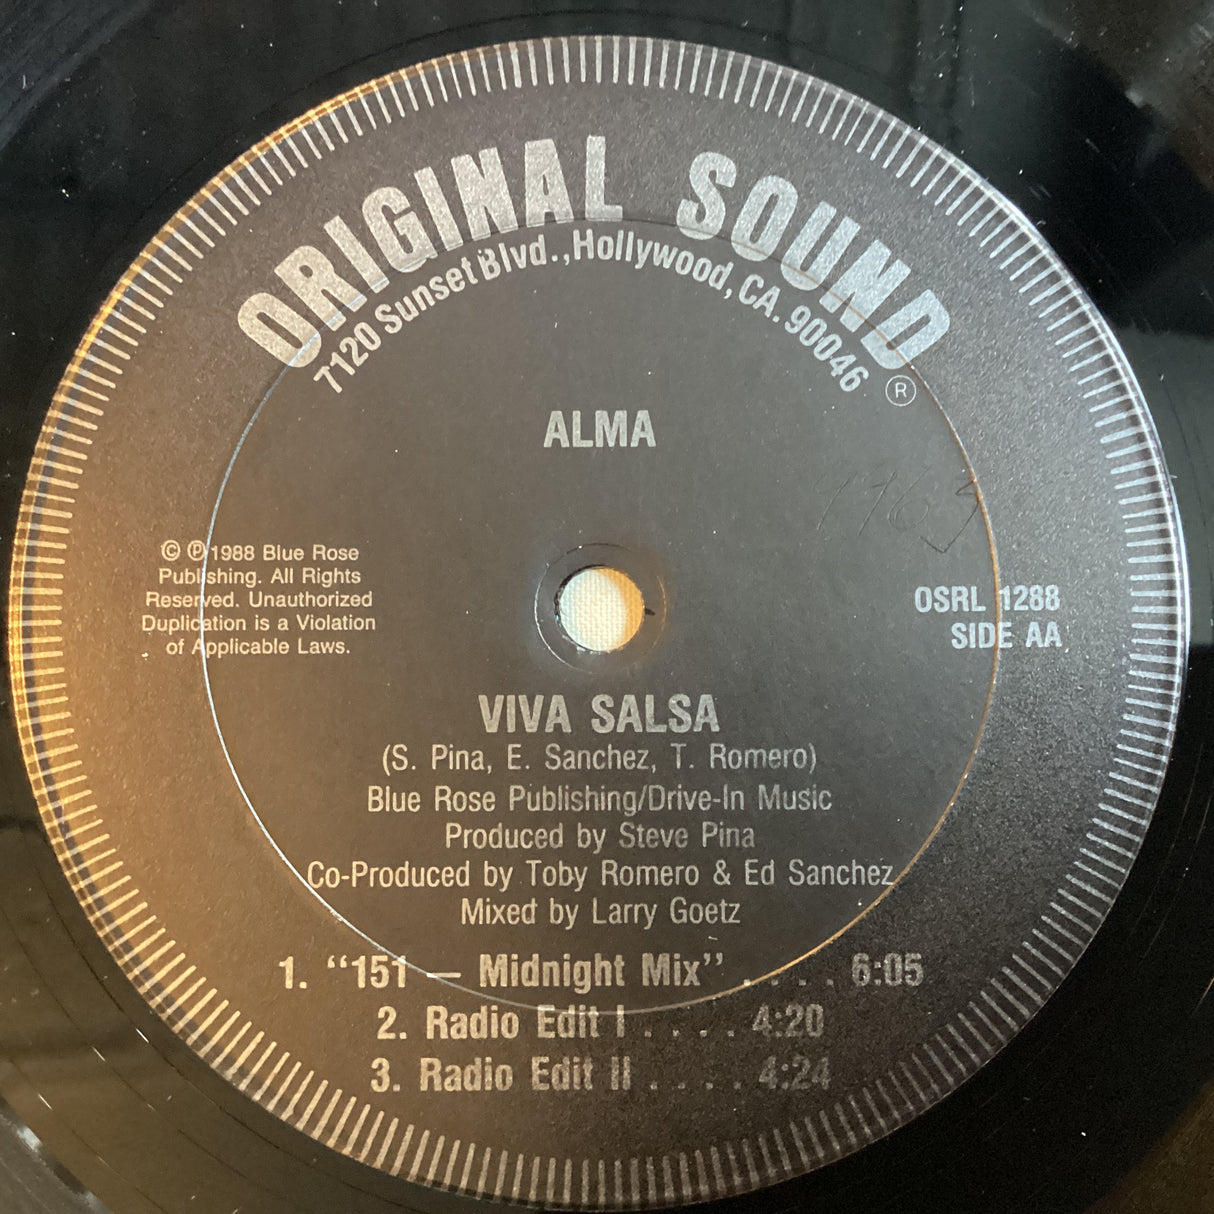 ORIGINAL SOUND
7120 Sunset Blvd., Hollywood, CA. 90046
®
ALMA
© ℗ 1988 Blue Rose
Publishing. All Rights
Reserved. Unauthorized
Duplication is a Violation
of Applicable Laws.
OSRL 1288
SIDE AA
VIVA SALSA
(S. Pina, E. Sanchez, T. Romero)
Blue Rose Publishing/Drive-In Music
Produced by Steve Pina
Co-Produced by Toby Romero & Ed Sanchez
Mixed by Larry Goetz
1. “151 — Midnight Mix” . . . . 6:05
2. Radio Edit I . . . . 4:20
3. Radio Edit II . . . . 4:24